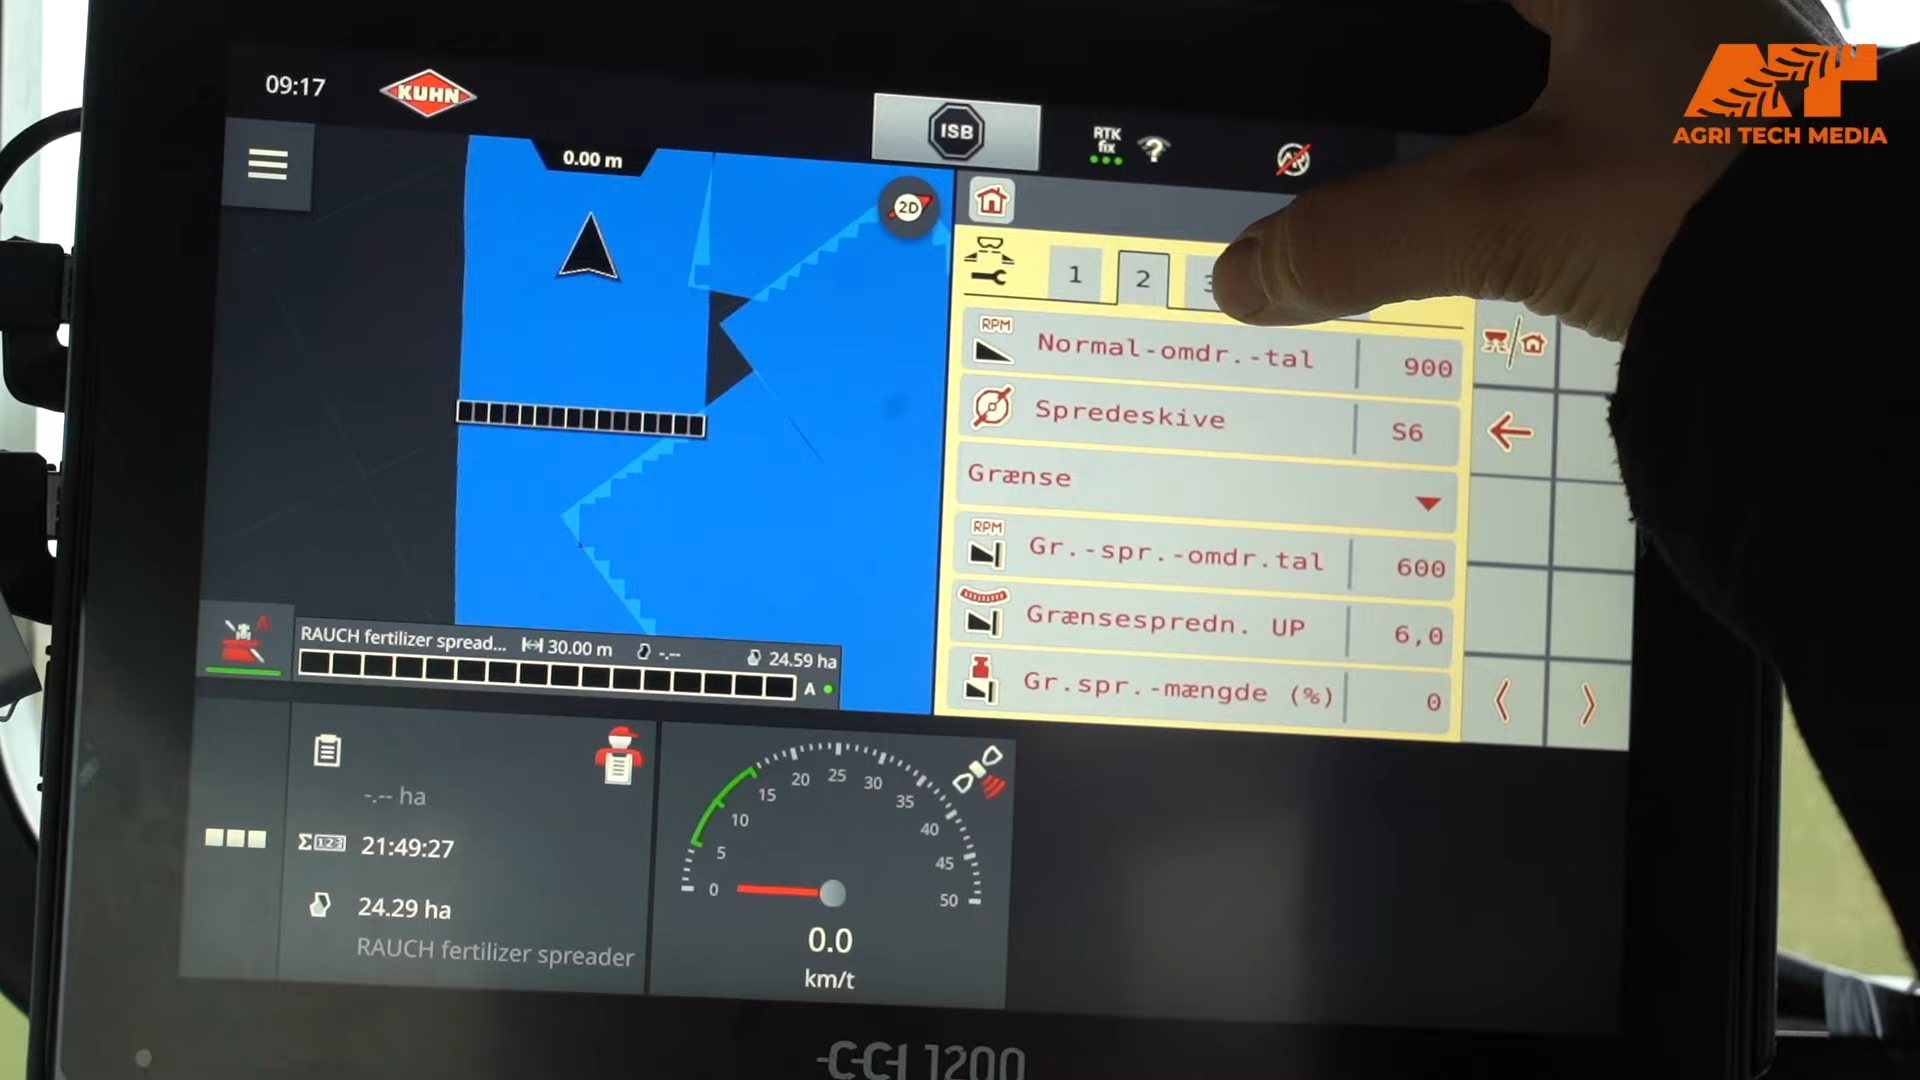 09:17
KUHN
ISB
RTK
fix
AGRI TECH MEDIA
0.00 m
2D
1
2
3
RPM
Normal-omdr.-tal
900
Spredeskive
S6
Grænse
RPM
Gr.-spr.-omdr.tal
600
Grænsespredn. UP
6,0
Gr.spr.-mængde (%)
0
A
RAUCH fertilizer spread...
30.00 m
-.--
24.59 ha
A
-.-- ha
Σ 123
21:49:27
24.29 ha
RAUCH fertilizer spreader
0
5
10
15
20
25
30
35
40
45
50
0.0
km/t
CCI 1200